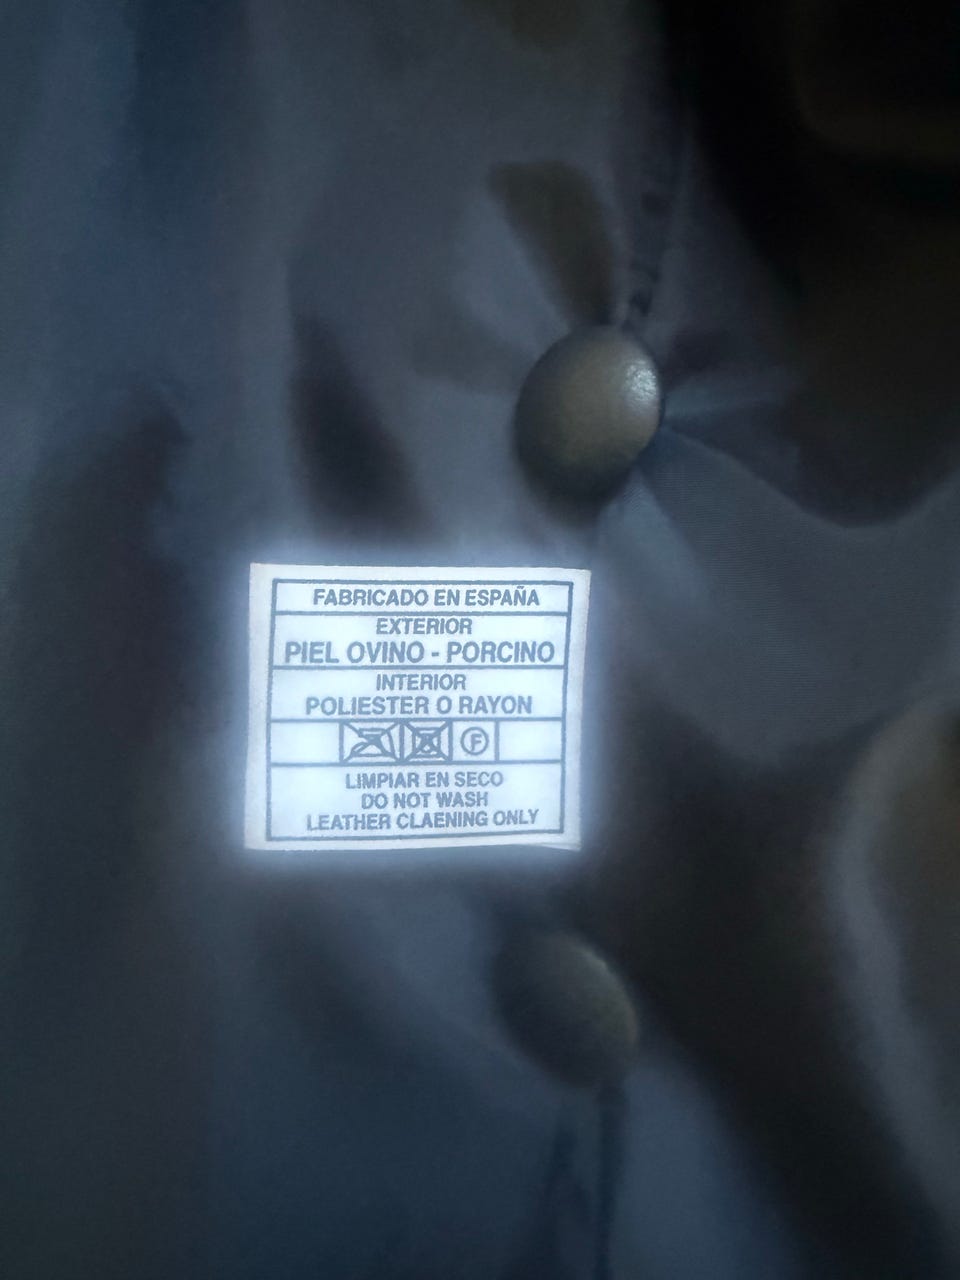 FABRICADO EN ESPAÑA
EXTERIOR
PIEL OVINO - PORCINO
INTERIOR
POLIESTER O RAYON
F
LIMPIAR EN SECO
DO NOT WASH
LEATHER CLAENING ONLY